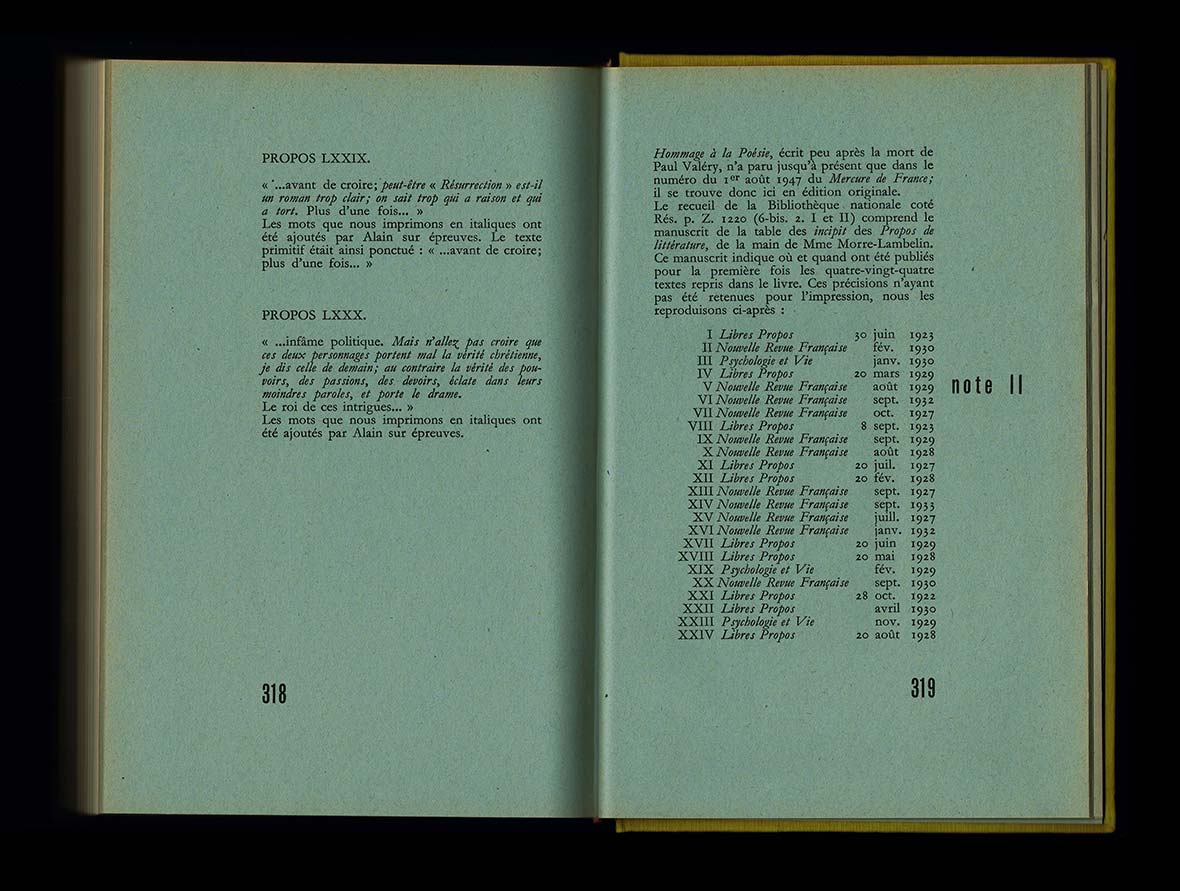 PROPOS LXXIX.
« ...avant de croire; peut-être « Résurrection » est-il
un roman trop clair; on sait trop qui a raison et qui
a tort. Plus d'une fois... »
Les mots que nous imprimons en italiques ont
été ajoutés par Alain sur épreuves. Le texte
primitif était ainsi ponctué : « ...avant de croire;
plus d'une fois... »
PROPOS LXXX.
« ...infâme politique. Mais n'allez pas croire que
ces deux personnages portent mal la vérité chrétienne,
je dis celle de demain; au contraire la vérité des pou-
voirs, des passions, des devoirs, éclate dans leurs
moindres paroles, et porte le drame.
Le roi de ces intrigues... »
Les mots que nous imprimons en italiques ont
été ajoutés par Alain sur épreuves.
318
Hommage à la Poésie, écrit peu après la mort de
Paul Valéry, n'a paru jusqu'à présent que dans le
numéro du 1er août 1947 du Mercure de France;
il se trouve donc ici en édition originale.
Le recueil de la Bibliothèque nationale coté
Rés. p. Z. 1220 (6-bis. 2. I et II) comprend le
manuscrit de la table des incipit des Propos de
littérature, de la main de Mme Morre-Lambelin.
Ce manuscrit indique où et quand ont été publiés
pour la première fois les quatre-vingt-quatre
textes repris dans le livre. Ces précisions n'ayant
pas été retenues pour l'impression, nous les
reproduisons ci-après :
I Libres Propos 30 juin 1923
II Nouvelle Revue Française fév. 1930
III Psychologie et Vie janv. 1930
IV Libres Propos 20 mars 1929
V Nouvelle Revue Française août 1929
VI Nouvelle Revue Française sept. 1932
VII Nouvelle Revue Française oct. 1927
VIII Libres Propos 8 sept. 1923
IX Nouvelle Revue Française sept. 1929
X Nouvelle Revue Française août 1928
XI Libres Propos 20 juil. 1927
XII Libres Propos 20 fév. 1928
XIII Nouvelle Revue Française sept. 1927
XIV Nouvelle Revue Française sept. 1933
XV Nouvelle Revue Française juill. 1927
XVI Nouvelle Revue Française janv. 1932
XVII Libres Propos 20 juin 1929
XVIII Libres Propos 20 mai 1928
XIX Psychologie et Vie fév. 1929
XX Nouvelle Revue Française sept. 1930
XXI Libres Propos 28 oct. 1922
XXII Libres Propos avril 1930
XXIII Psychologie et Vie nov. 1929
XXIV Libres Propos 20 août 1928
note II
319